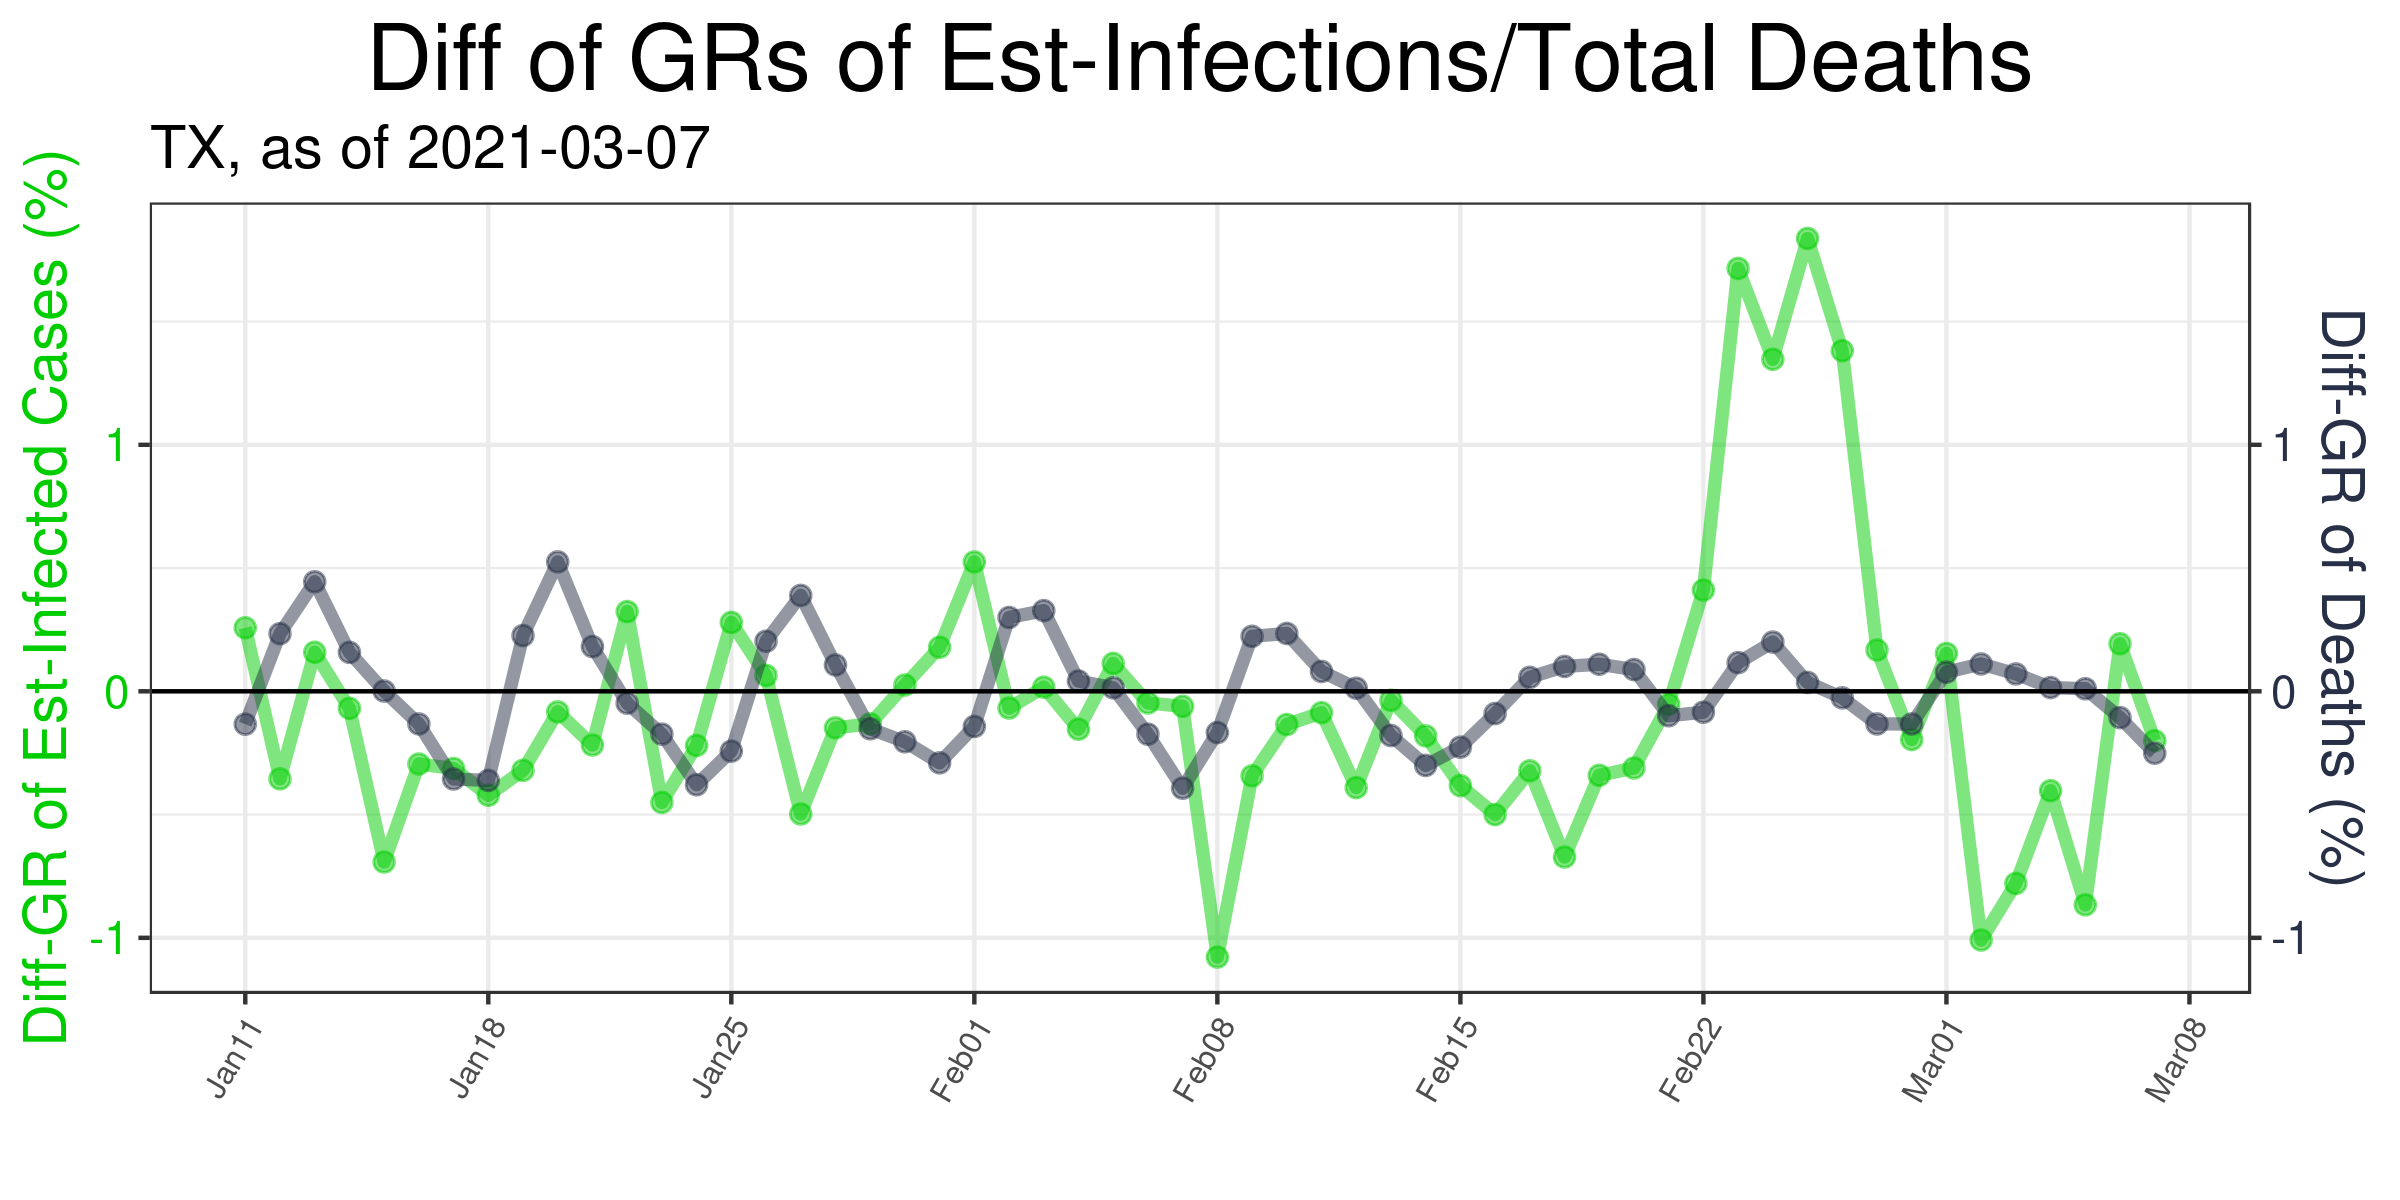 Diff of GRs of Est-Infections/Total Deaths
TX, as of 2021-03-07
Diff-GR of Est-Infected Cases (%)
1
0
-1
1
0
-1
Diff-GR of Deaths (%)
Jan11
Jan18
Jan25
Feb01
Feb08
Feb15
Feb22
Mar01
Mar08